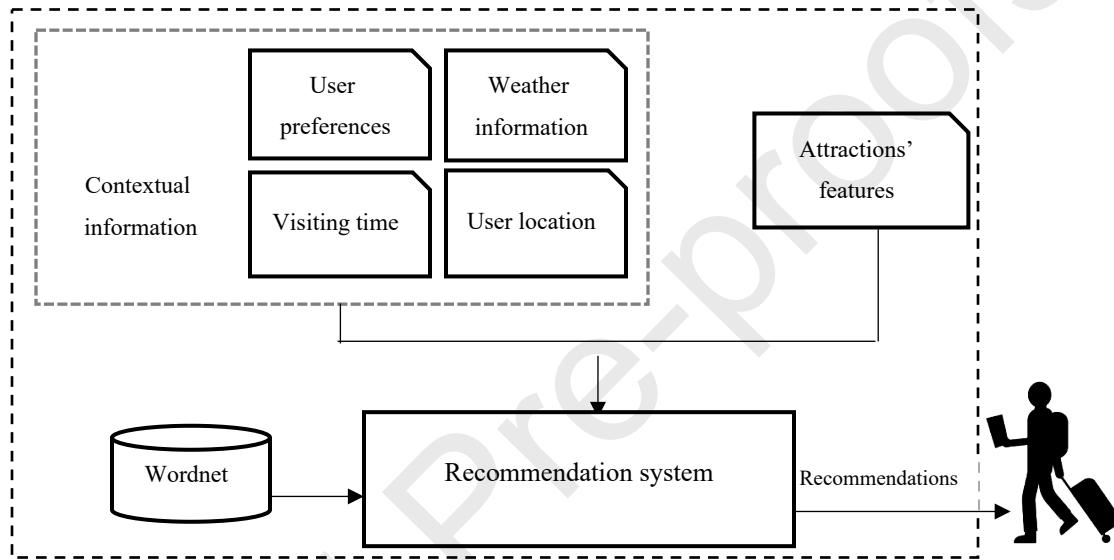 User
preferences
Weather
information
Attractions’
features
Contextual
information
Visiting time
User location
Wordnet
Recommendation system
Recommendations
Pre-proof